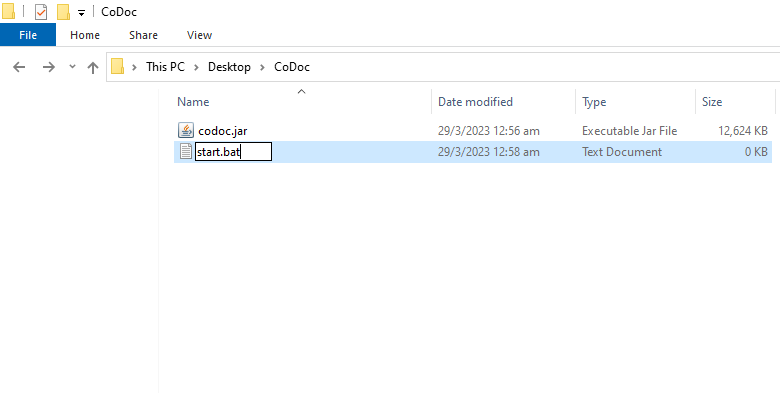 CoDoc
File Home Share View
This PC Desktop CoDoc
Name Date modified Type Size
codoc.jar 29/3/2023 12:56 am Executable Jar File 12,624 KB
start.bat 29/3/2023 12:58 am Text Document 0 KB